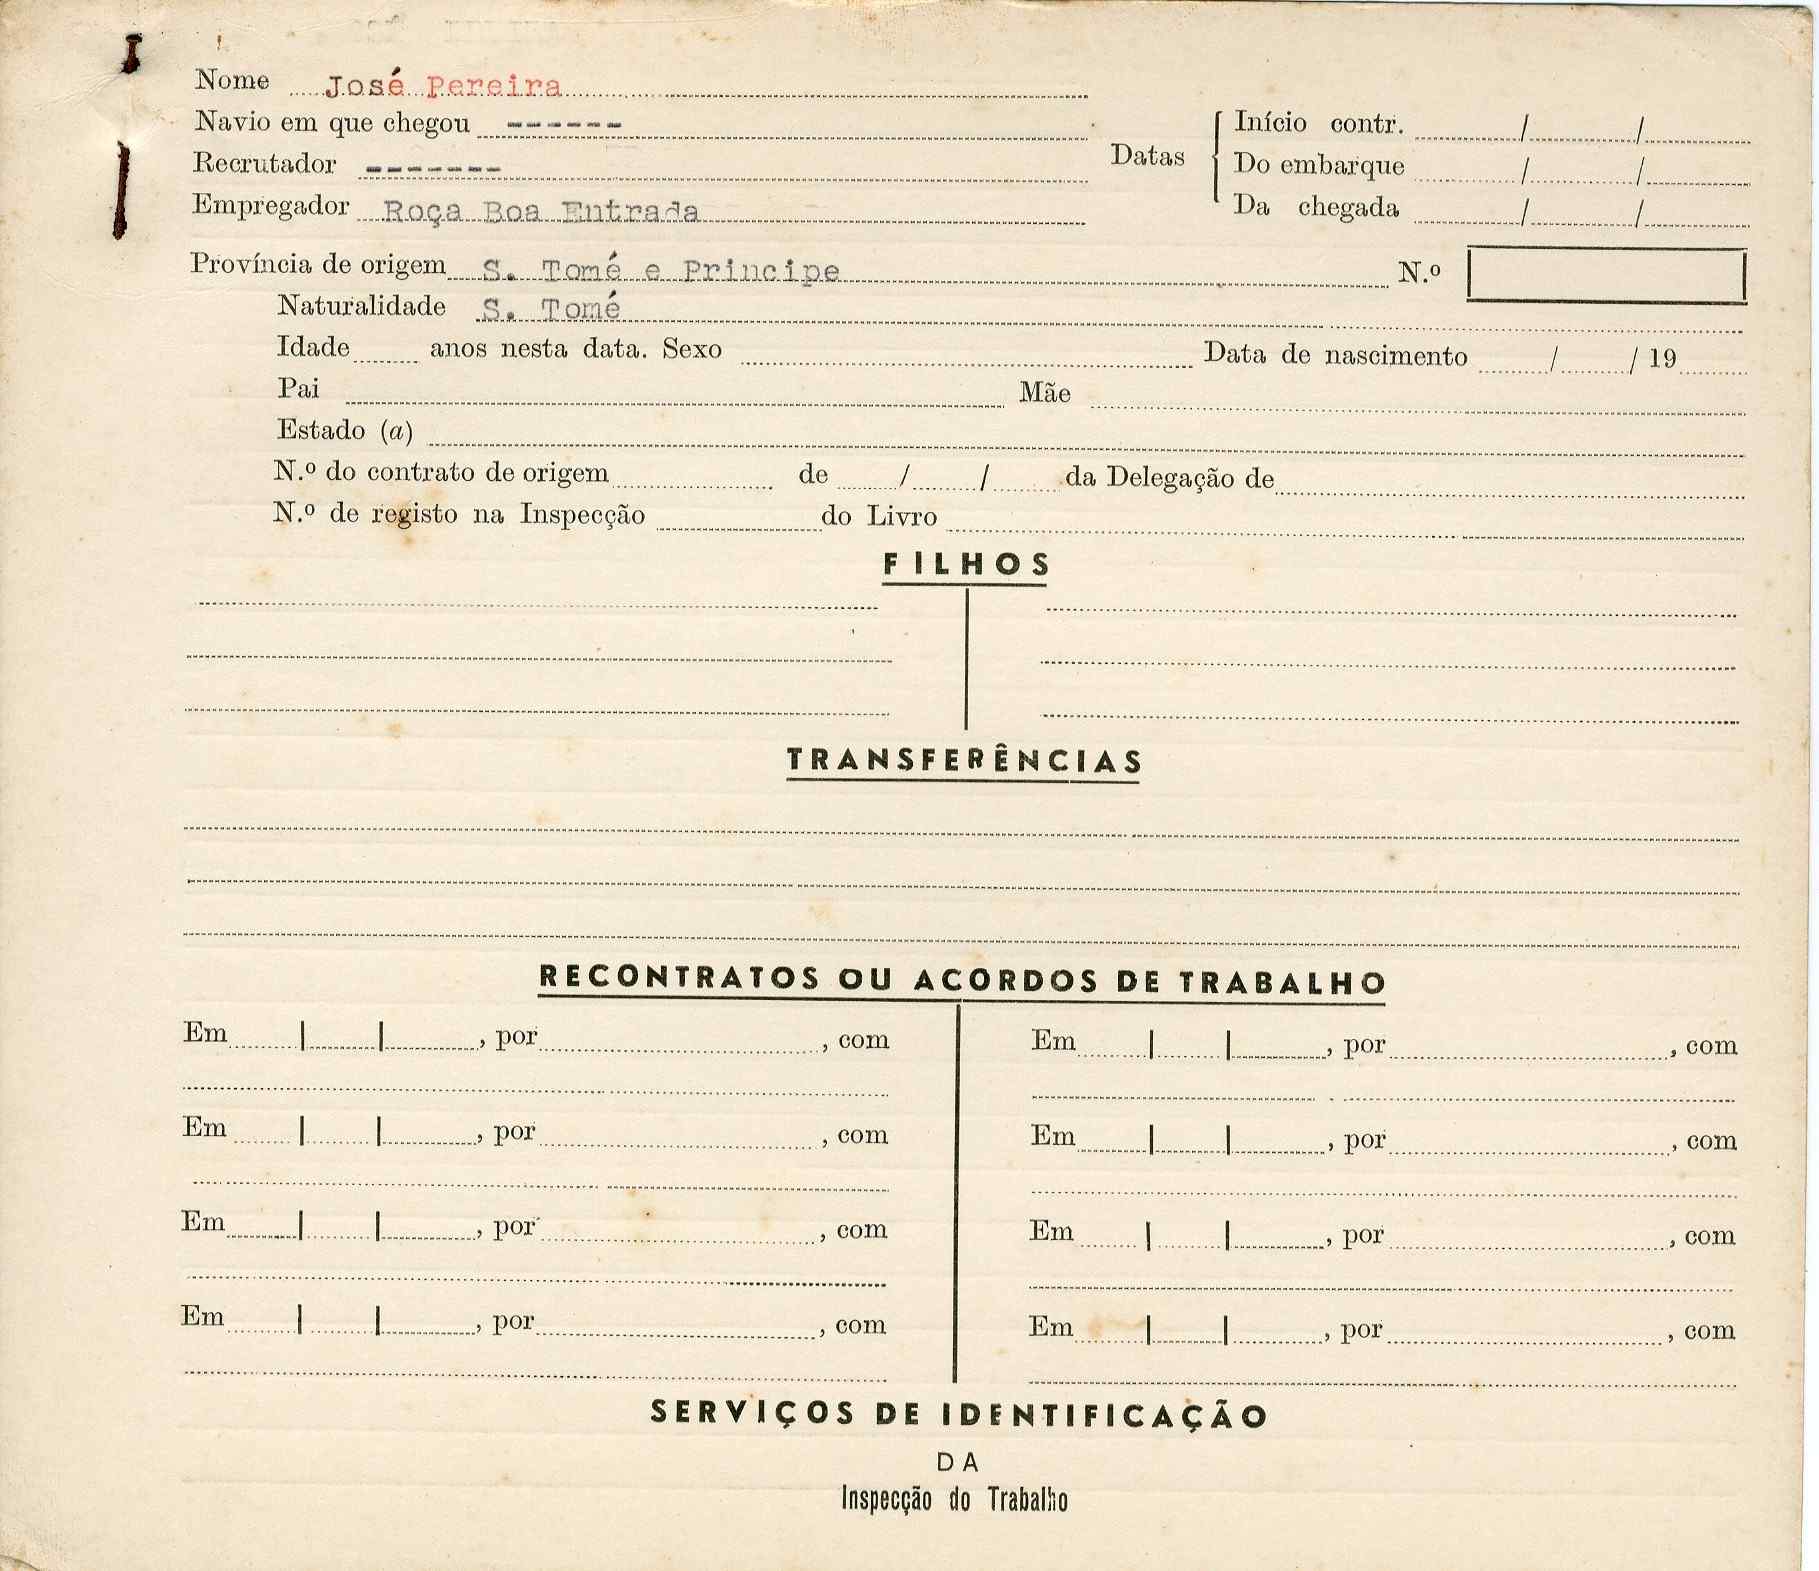 Nome José Pereira
Navio em que chegou ------
Recrutador -------
Empregador Roça Boa Entrada
Datas
Início contr. / /
Do embarque / /
Da chegada / /
Província de origem S. Tomé e Principe N.º
Naturalidade S. Tomé
Idade anos nesta data. Sexo Data de nascimento / / 19
Pai Mãe
Estado (a)
N.º do contrato de origem de / / da Delegação de
N.º de registo na Inspecção do Livro
FILHOS
TRANSFERÊNCIAS
RECONTRATOS OU ACORDOS DE TRABALHO
Em | | , por , com
Em | | , por , com
Em | | , por , com
Em | | , por , com
Em | | , por , com
Em | | , por , com
Em | | , por , com
Em | | , por , com
SERVIÇOS DE IDENTIFICAÇÃO
DA
Inspecção do Trabalho